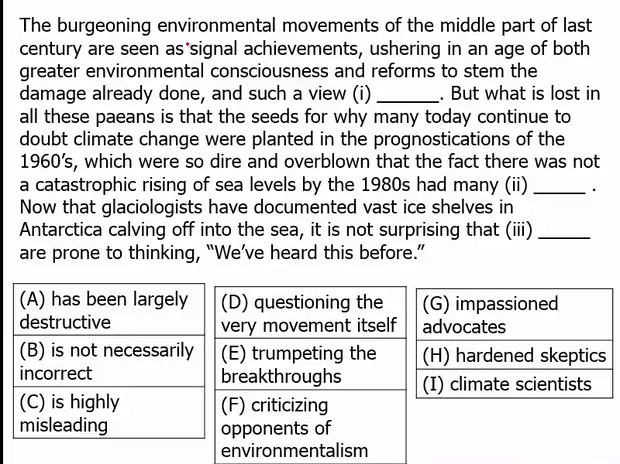 The burgeoning environmental movements of the middle part of last
century are seen as signal achievements, ushering in an age of both
greater environmental consciousness and reforms to stem the
damage already done, and such a view (i) ______. But what is lost in
all these paeans is that the seeds for why many today continue to
doubt climate change were planted in the prognostications of the
1960’s, which were so dire and overblown that the fact there was not
a catastrophic rising of sea levels by the 1980s had many (ii) _____ .
Now that glaciologists have documented vast ice shelves in
Antarctica calving off into the sea, it is not surprising that (iii) _____
are prone to thinking, “We’ve heard this before.”
(A) has been largely
destructive
(B) is not necessarily
incorrect
(C) is highly
misleading
(D) questioning the
very movement itself
(E) trumpeting the
breakthroughs
(F) criticizing
opponents of
environmentalism
(G) impassioned
advocates
(H) hardened skeptics
(I) climate scientists